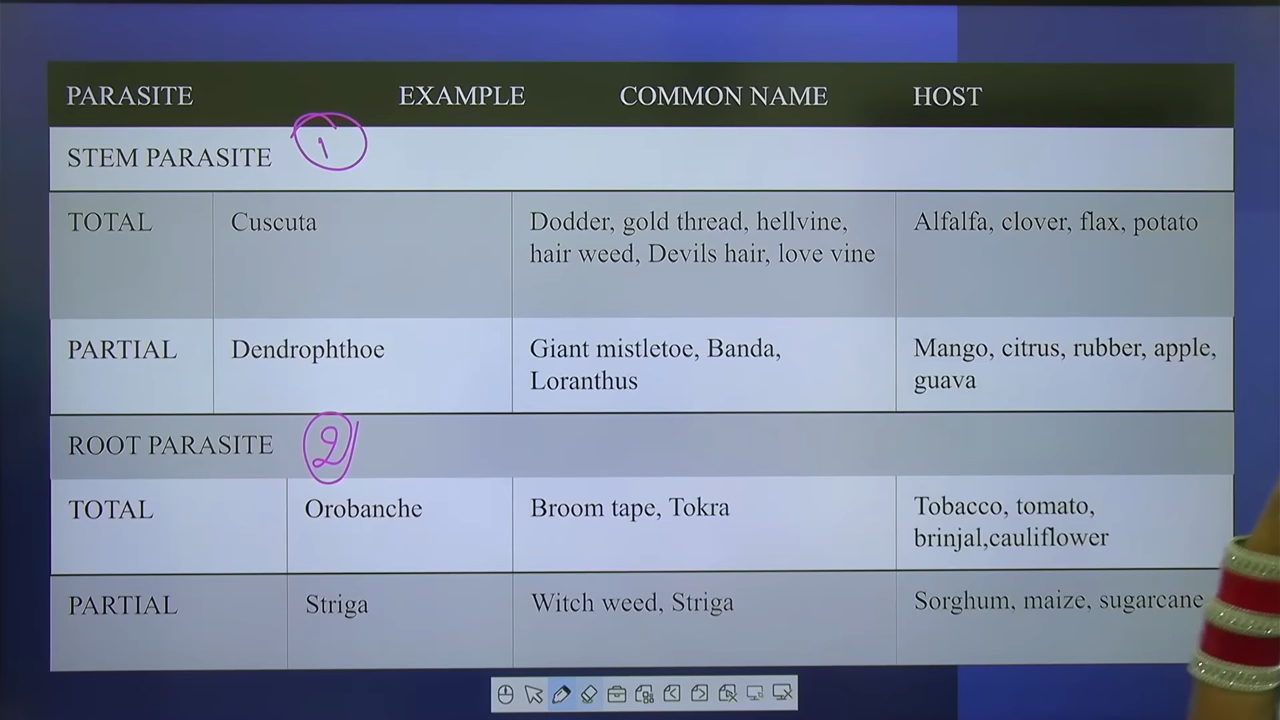 PARASITE EXAMPLE COMMON NAME HOST
STEM PARASITE 1
TOTAL Cuscuta Dodder, gold thread, hellvine, Alfalfa, clover, flax, potato
hair weed, Devils hair, love vine
PARTIAL Dendrophthoe Giant mistletoe, Banda, Mango, citrus, rubber, apple,
Loranthus guava
ROOT PARASITE 2
TOTAL Orobanche Broom tape, Tokra Tobacco, tomato,
brinjal,cauliflower
PARTIAL Striga Witch weed, Striga Sorghum, maize, sugarcane